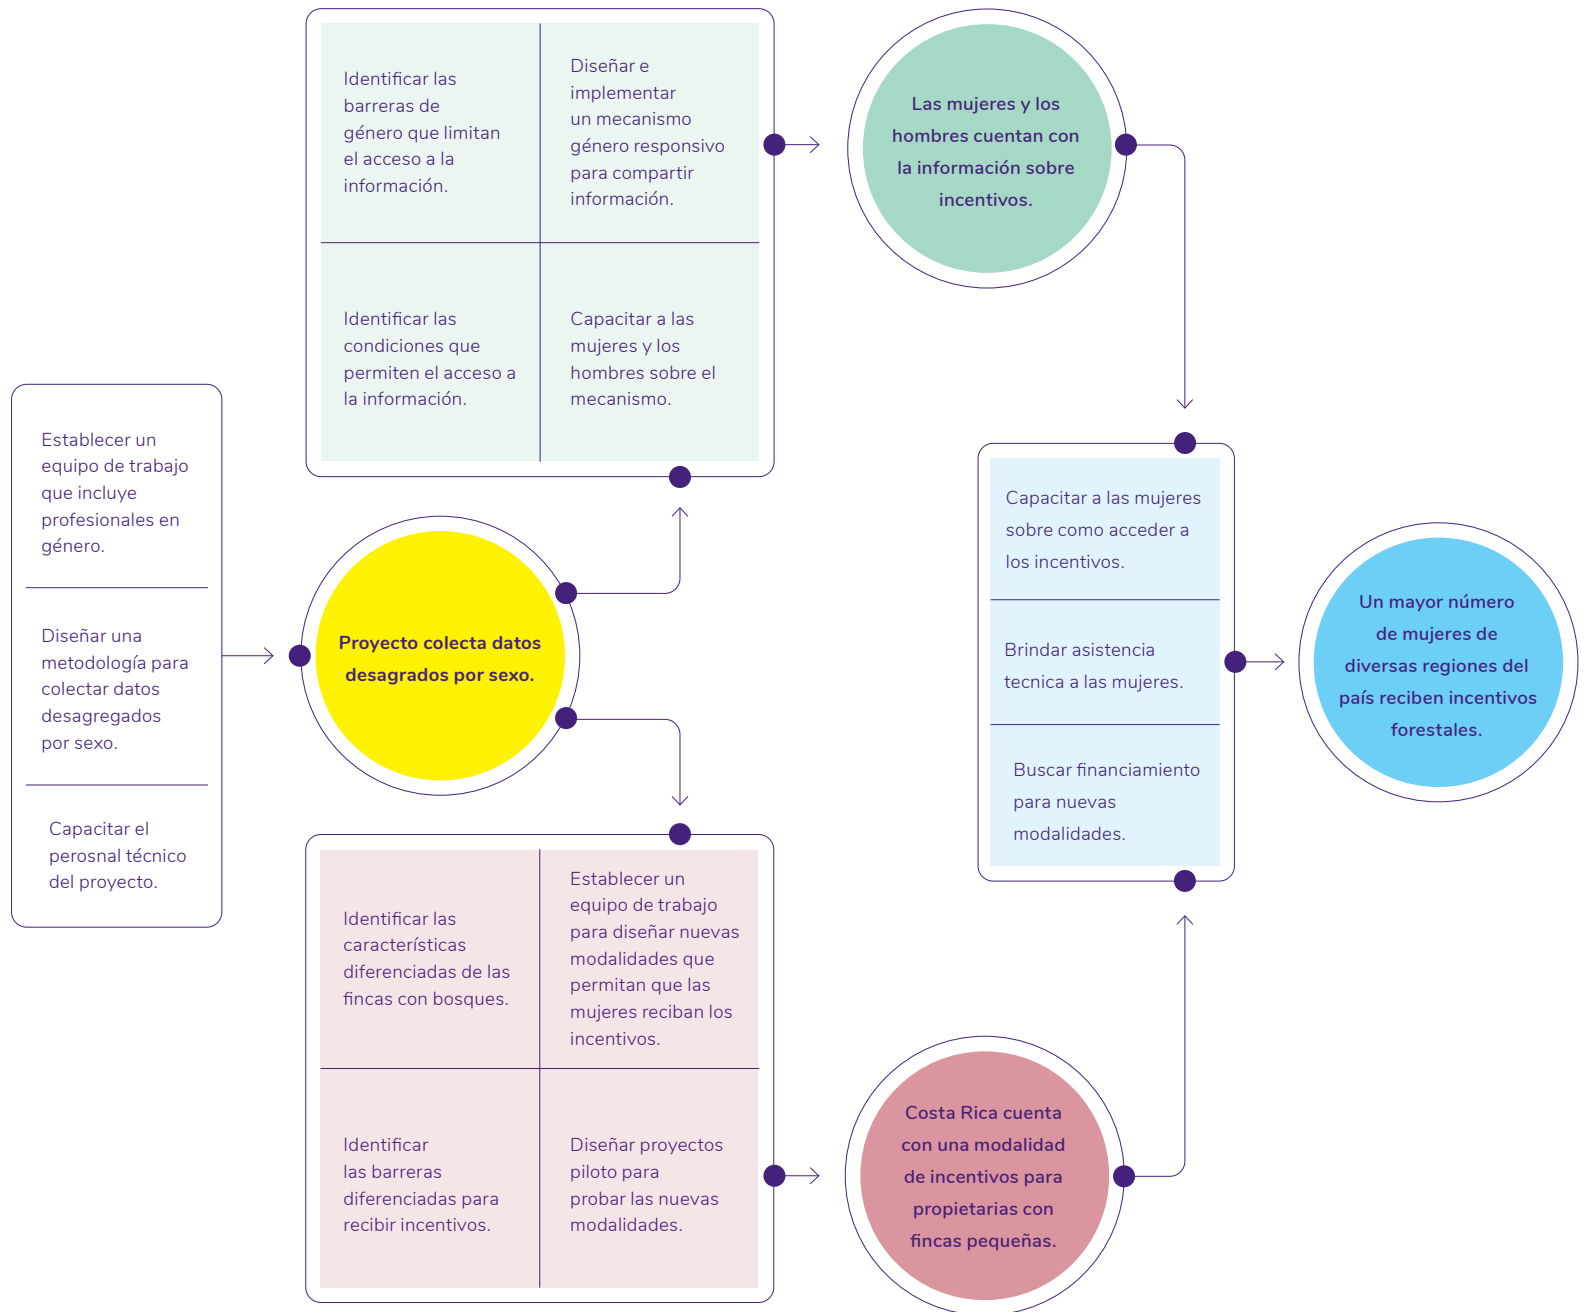 Establecer un
equipo de trabajo
que incluye
profesionales en
género.
Diseñar una
metodología para
colectar datos
desagregados
por sexo.
Capacitar el
perosnal técnico
del proyecto.
Proyecto colecta datos
desagrados por sexo.
Identificar las
barreras de
género que limitan
el acceso a la
información.
Diseñar e
implementar
un mecanismo
género responsivo
para compartir
información.
Identificar las
condiciones que
permiten el acceso a
la información.
Capacitar a las
mujeres y los
hombres sobre el
mecanismo.
Las mujeres y los
hombres cuentan con
la información sobre
incentivos.
Identificar las
características
diferenciadas de las
fincas con bosques.
Establecer un
equipo de trabajo
para diseñar nuevas
modalidades que
permitan que las
mujeres reciban los
incentivos.
Identificar
las barreras
diferenciadas para
recibir incentivos.
Diseñar proyectos
piloto para
probar las nuevas
modalidades.
Costa Rica cuenta
con una modalidad
de incentivos para
propietarias con
fincas pequeñas.
Capacitar a las mujeres
sobre como acceder a
los incentivos.
Brindar asistencia
tecnica a las mujeres.
Buscar financiamiento
para nuevas
modalidades.
Un mayor número
de mujeres de
diversas regiones del
país reciben incentivos
forestales.